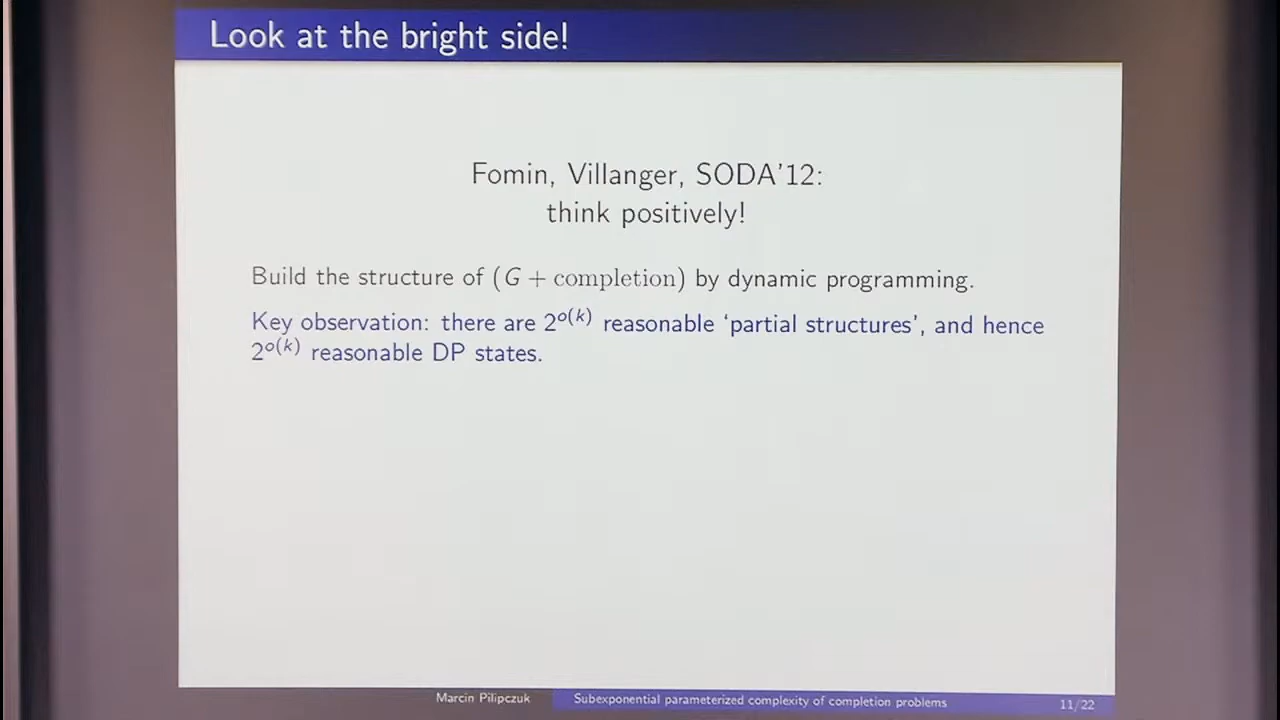 Look at the bright side!
Fomin, Villanger, SODA'12:
think positively!
Build the structure of (G + completion) by dynamic programming.
Key observation: there are 2^{o(k)} reasonable 'partial structures', and hence
2^{o(k)} reasonable DP states.
Marcin Pilipczuk Subexponential parameterized complexity of completion problems 11/22